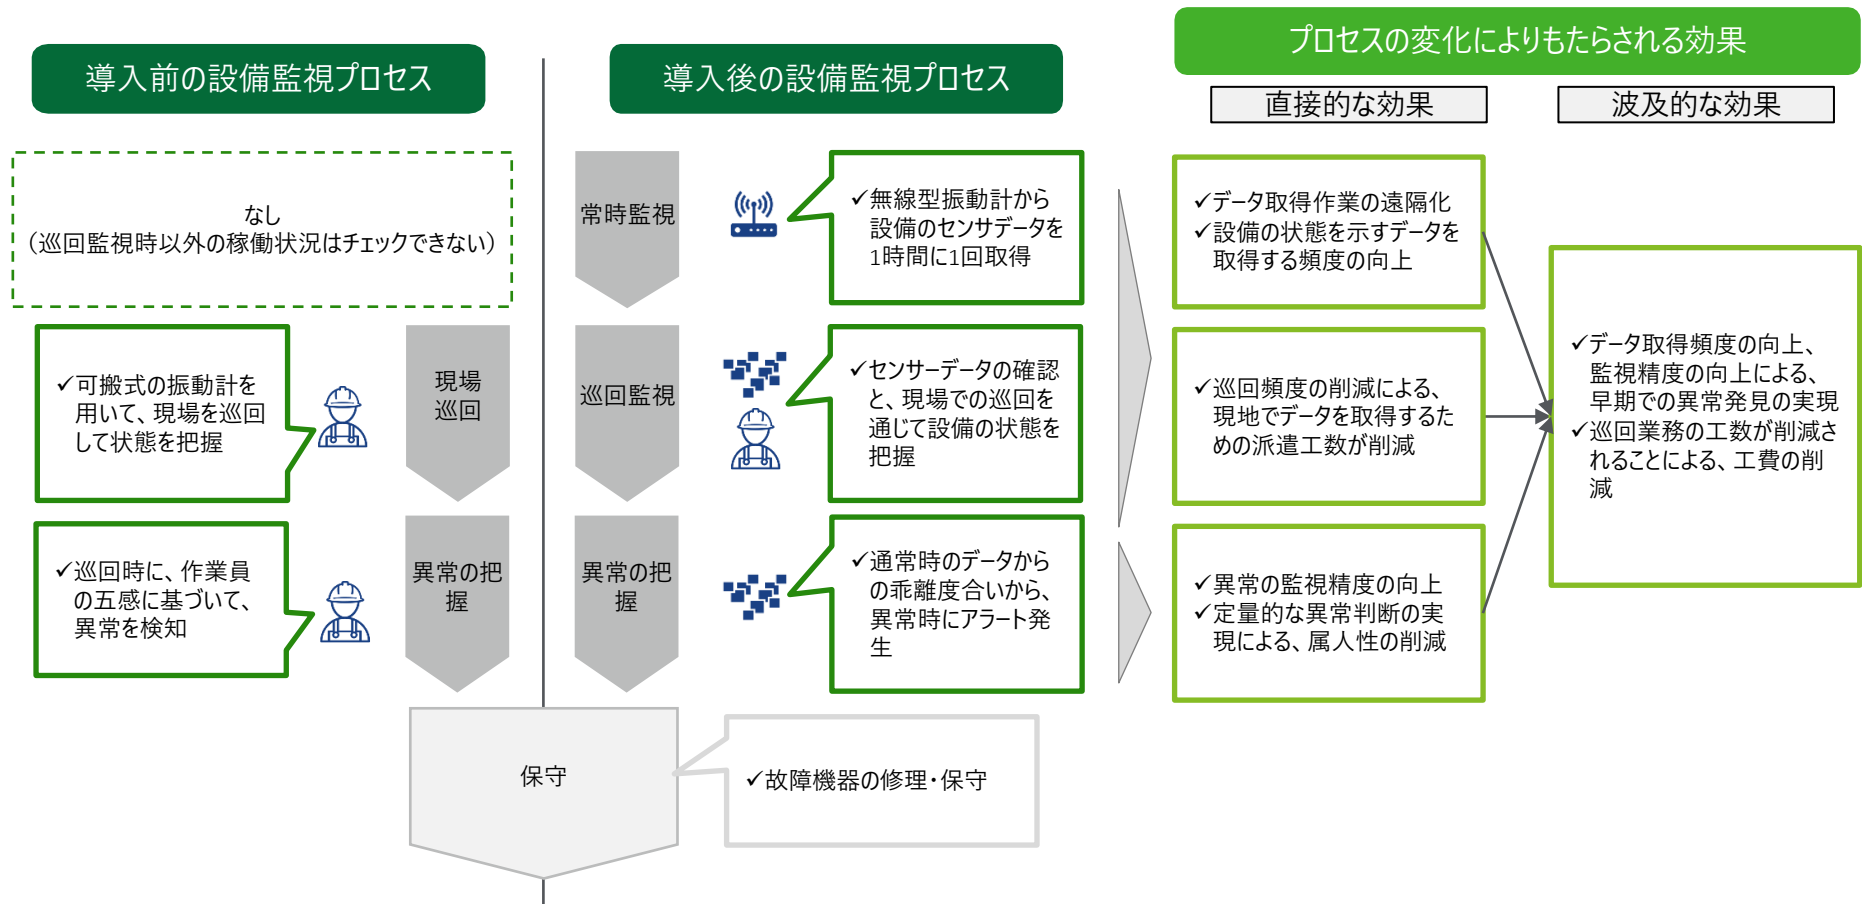 導入前の設備監視プロセス
導入後の設備監視プロセス
プロセスの変化によりもたらされる効果
直接的な効果
波及的な効果
なし
（巡回監視時以外の稼働状況はチェックできない）
✓可搬式の振動計を
用いて、現場を巡回
して状態を把握
現場
巡回
✓巡回時に、作業員
の五感に基づいて、
異常を検知
異常の把
握
常時監視
✓無線型振動計から
設備のセンサデータを
1時間に1回取得
巡回監視
✓センサーデータの確認
と、現場での巡回を
通じて設備の状態を
把握
異常の把
握
✓通常時のデータから
の乖離度合いから、
異常時にアラート発
生
保守
✓故障機器の修理・保守
✓データ取得作業の遠隔化
✓設備の状態を示すデータを
取得する頻度の向上
✓巡回頻度の削減による、
現地でデータを取得するた
めの派遣工数が削減
✓異常の監視精度の向上
✓定量的な異常判断の実
現による、属人性の削減
✓データ取得頻度の向上、
監視精度の向上による、
早期での異常発見の実現
✓巡回業務の工数が削減さ
れることによる、工費の削
減